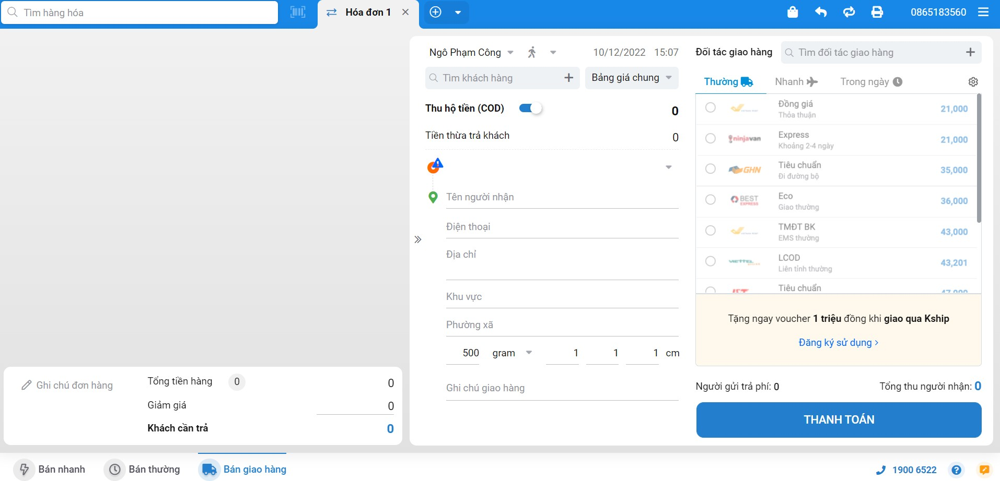 Tìm hàng hóa
Hóa đơn 1
0865183560
Ngô Phạm Công
10/12/2022 15:07
Tìm khách hàng
Bảng giá chung
Thu hộ tiền (COD)
0
Tiền thừa trả khách
0
Tên người nhận
Điện thoại
Địa chỉ
Khu vực
Phường xã
500 gram 1 1 1 cm
Ghi chú giao hàng
Đối tác giao hàng
Tìm đối tác giao hàng
Thường Nhanh Trong ngày
Đồng giá
Thỏa thuận
21,000
ninjavan
Express
Khoảng 2-4 ngày
21,000
GHN
Tiêu chuẩn
Đi đường bộ
35,000
BEST
EXPRESS
Eco
Giao thường
36,000
TMĐT BK
EMS thường
43,000
VIETTEL
LCOD
Liên tỉnh thường
43,201
Tiêu chuẩn
47,000
Tặng ngay voucher 1 triệu đồng khi giao qua Kship
Đăng ký sử dụng
Người gửi trả phí: 0
Tổng thu người nhận: 0
THANH TOÁN
Ghi chú đơn hàng
Tổng tiền hàng 0 0
Giảm giá 0
Khách cần trả 0
Bán nhanh
Bán thường
Bán giao hàng
1900 6522